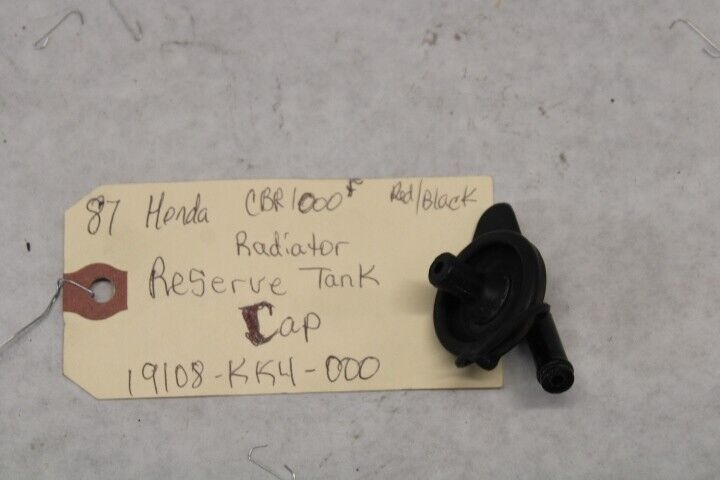 87 Honda CBR1000F Red/Black
Radiator
Reserve Tank
Cap
19108-KK4-000